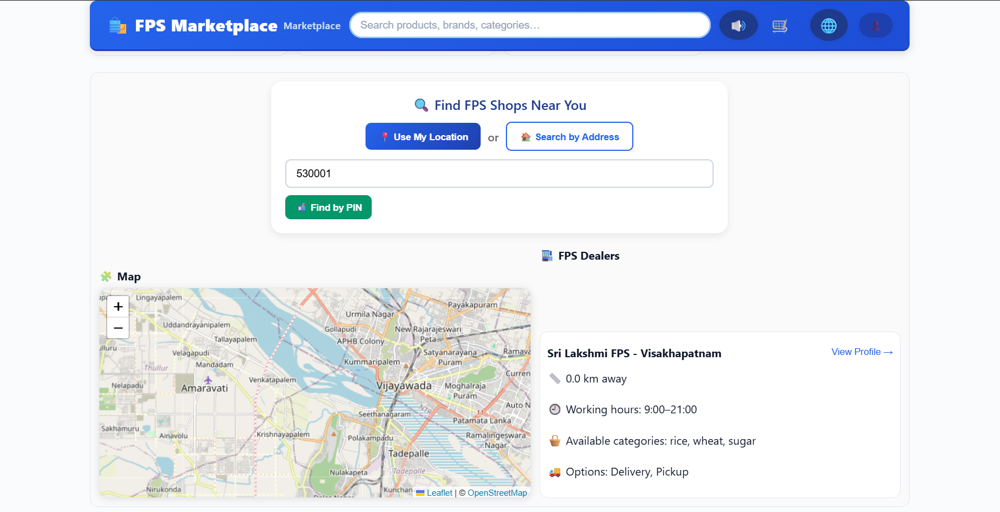 FPS Marketplace Marketplace
Search products, brands, categories…
Find FPS Shops Near You
Use My Location or Search by Address
530001
Find by PIN
FPS Dealers
Map
+
−
Lingayapalem
Payakapuram
Urmila Nagar
Uddandrayanipalem
Gollapudi
New Rajarajeswari
Peta
Tallayapalem
APHB Colony
Velagapudi
Satyanarayana
Puram
Mandadam
Kummaripalem
Thullur
Venkatapalem
Nelapadu
Amaravati
Vijayawada
Moghalraja
Puram
Seethanagaram
NTR
11
Patamata Lanka
Sakhamuru
Ainavolu
Krishnayapalem
Polakampadu
Ramalingeswara
Nagar
Tadepalle
Tadepalle
Nulakapeta
Nirukonda
Leaflet | © OpenStreetMap
Sri Lakshmi FPS - Visakhapatnam
View Profile →
0.0 km away
Working hours: 9:00–21:00
Available categories: rice, wheat, sugar
Options: Delivery, Pickup